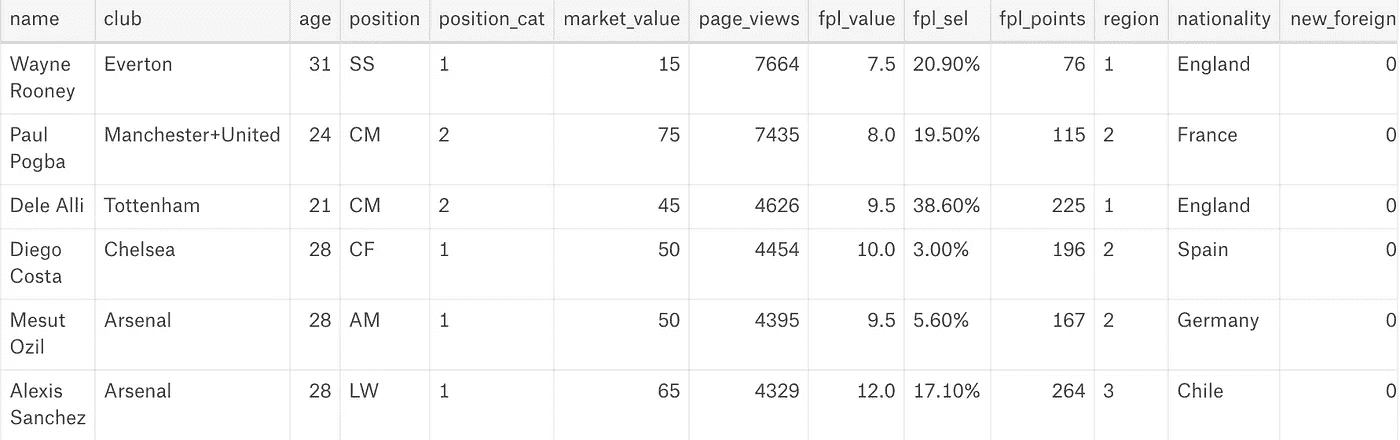 name club age position position_cat market_value page_views fpl_value fpl_sel fpl_points region nationality new_foreign
Wayne Everton 31 SS 1 15 7664 7.5 20.90% 76 1 England 0
Rooney
Paul Manchester+United 24 CM 2 75 7435 8.0 19.50% 115 2 France 0
Pogba
Dele Alli Tottenham 21 CM 2 45 4626 9.5 38.60% 225 1 England 0
Diego Chelsea 28 CF 1 50 4454 10.0 3.00% 196 2 Spain 0
Costa
Mesut Arsenal 28 AM 1 50 4395 9.5 5.60% 167 2 Germany 0
Ozil
Alexis Arsenal 28 LW 1 65 4329 12.0 17.10% 264 3 Chile 0
Sanchez